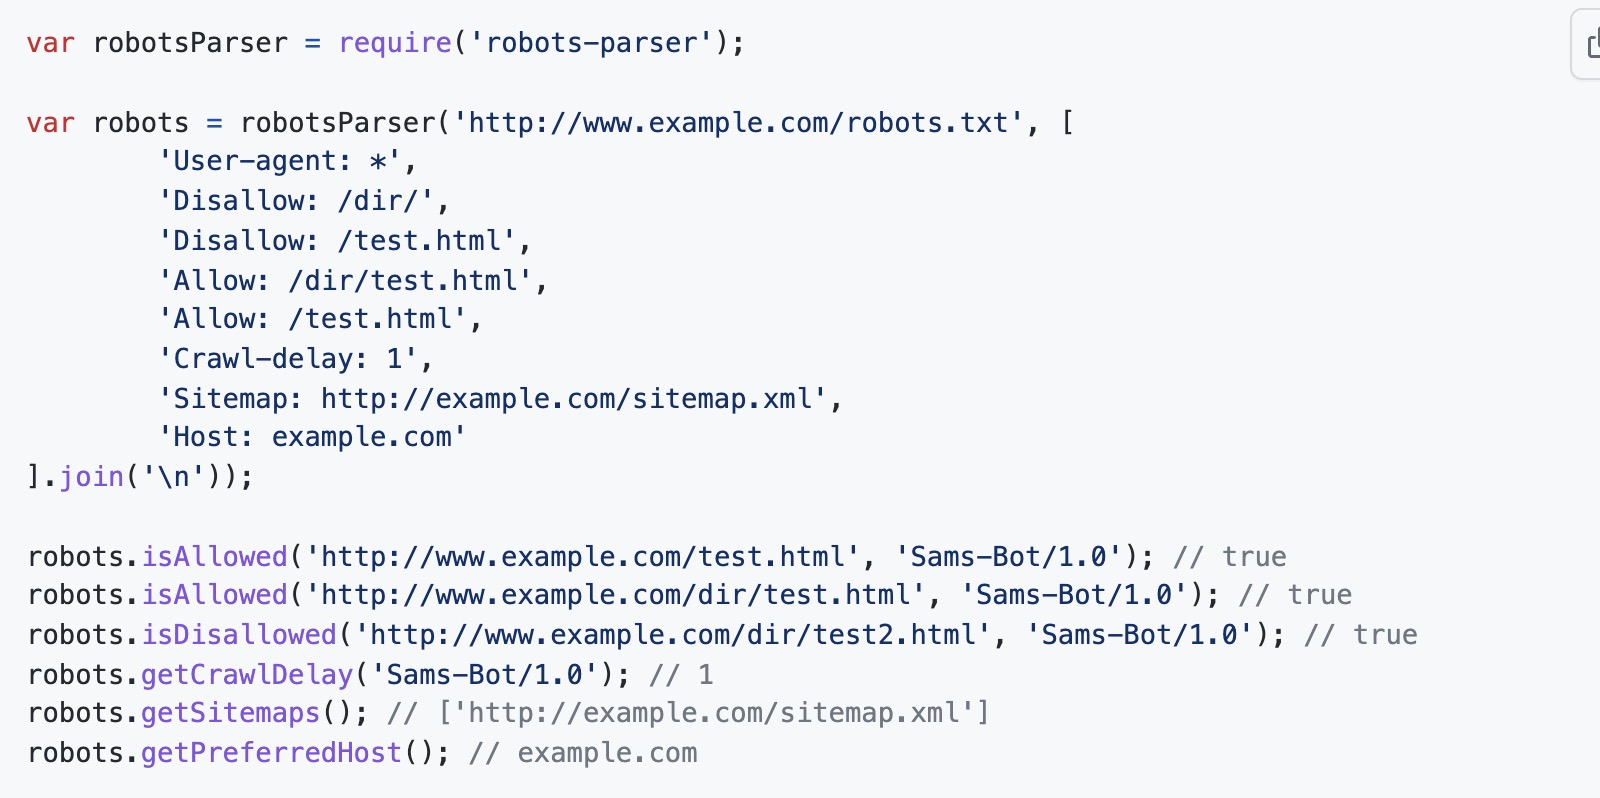 var robotsParser = require('robots-parser');

var robots = robotsParser('http://www.example.com/robots.txt', [
        'User-agent: *',
        'Disallow: /dir/',
        'Disallow: /test.html',
        'Allow: /dir/test.html',
        'Allow: /test.html',
        'Crawl-delay: 1',
        'Sitemap: http://example.com/sitemap.xml',
        'Host: example.com'
].join('\n'));

robots.isAllowed('http://www.example.com/test.html', 'Sams-Bot/1.0'); // true
robots.isAllowed('http://www.example.com/dir/test.html', 'Sams-Bot/1.0'); // true
robots.isDisallowed('http://www.example.com/dir/test2.html', 'Sams-Bot/1.0'); // true
robots.getCrawlDelay('Sams-Bot/1.0'); // 1
robots.getSitemaps(); // ['http://example.com/sitemap.xml']
robots.getPreferredHost(); // example.com